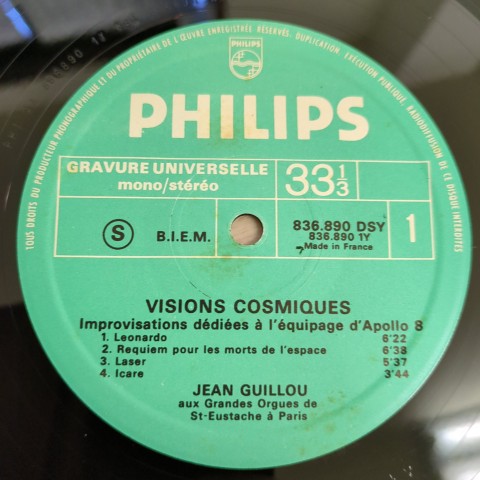 TOUS DROITS DU PRODUCTEUR PHONOGRAPHIQUE ET DU PROPRIÉTAIRE DE L'ŒUVRE ENREGISTRÉE RÉSERVÉS. DUPLICATION, EXÉCUTION PUBLIQUE, RADIODIFFUSION DE CE DISQUE INTERDITES
PHILIPS
PHILIPS
GRAVURE UNIVERSELLE
mono/stéréo
33 1/3
S B.I.E.M.
836.890 DSY
836.890 1Y
Made in France
1
VISIONS COSMIQUES
Improvisations dédiées à l'équipage d'Apollo 8
1. Leonardo 6'22
2. Requiem pour les morts de l'espace 6'38
3. Laser 5'37
4. Icare 3'44
JEAN GUILLOU
aux Grandes Orgues de
St-Eustache à Paris